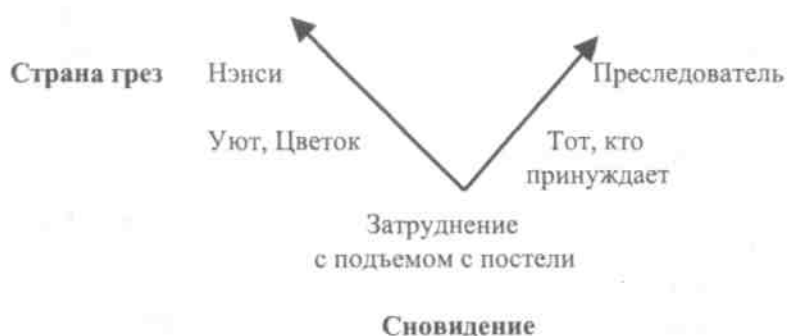 Страна грез Нэнси Преследователь
Уют, Цветок Тот, кто
принуждает
Затруднение
с подъемом с постели
Сновидение